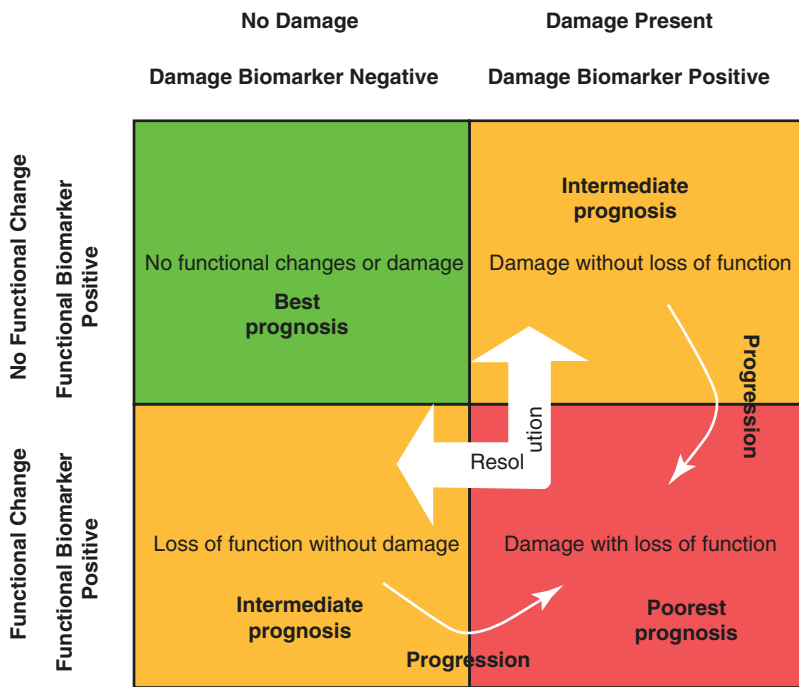 No Damage
Damage Present
Damage Biomarker Negative
Damage Biomarker Positive
No Functional Change
Functional Biomarker
Positive
No functional changes or damage
Best
prognosis
Intermediate
prognosis
Damage without loss of function
Progression
Resolution
Functional Change
Functional Biomarker
Positive
Loss of function without damage
Intermediate
prognosis
Progression
Damage with loss of function
Poorest
prognosis